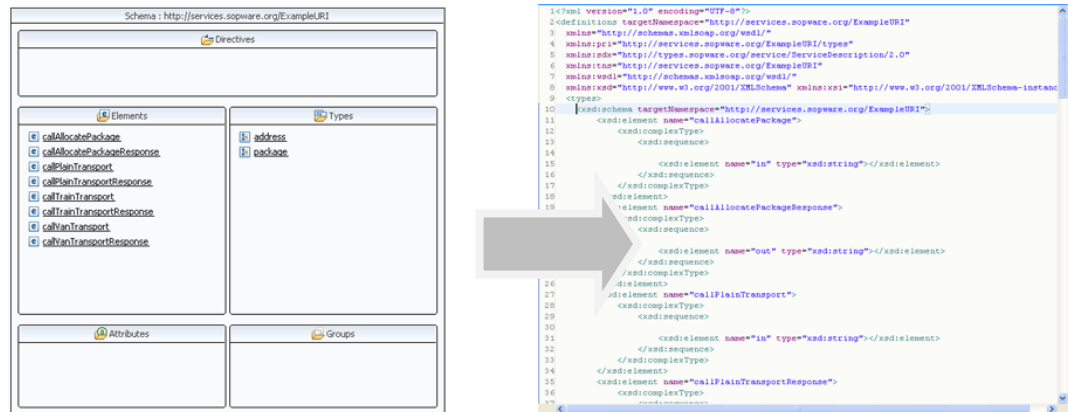 Schema : http://services.sopware.org/ExampleURI
Directives
Elements
callAllocatePackage
callAllocatePackageResponse
callPlainTransport
callPlainTransportResponse
callTrainTransport
callTrainTransportResponse
callVanTransport
callVanTransportResponse
Types
address
package
Attributes
Groups
1<?xml version="1.0" encoding="UTF-8"?>
2<definitions targetNamespace="http://services.sopware.org/ExampleURI"
3 xmlns="http://schemas.xmlsoap.org/wsdl/"
4 xmlns:pri="http://services.sopware.org/ExampleURI/types"
5 xmlns:sdx="http://types.sopware.org/service/ServiceDescription/2.0"
6 xmlns:tns="http://services.sopware.org/ExampleURI"
7 xmlns:wsdl="http://schemas.xmlsoap.org/wsdl/"
8 xmlns:xsd="http://www.w3.org/2001/XMLSchema" xmlns:xsi="http://www.w3.org/2001/XMLSchema-instanc
9 <types>
10 <xsd:schema targetNamespace="http://services.sopware.org/ExampleURI">
11 <xsd:element name="callAllocatePackage">
12 <xsd:complexType>
13 <xsd:sequence>
14
15 <xsd:element name="in" type="xsd:string"></xsd:element>
16 </xsd:sequence>
17 </xsd:complexType>
18 sd:element>
19 :element name="callAllocatePackageResponse">
sd:complexType>
<xsd:sequence>
<xsd:element name="out" type="xsd:string"></xsd:element>
</xsd:sequence>
/xsd:complexType>
26 d:element>
27 sd:element name="callPlainTransport">
28 <xsd:complexType>
29 <xsd:sequence>
30
31 <xsd:element name="in" type="xsd:string"></xsd:element>
32 </xsd:sequence>
33 </xsd:complexType>
34 </xsd:element>
35 <xsd:element name="callPlainTransportResponse">
36 <xsd:complexType>
37 <xsd:sequence>